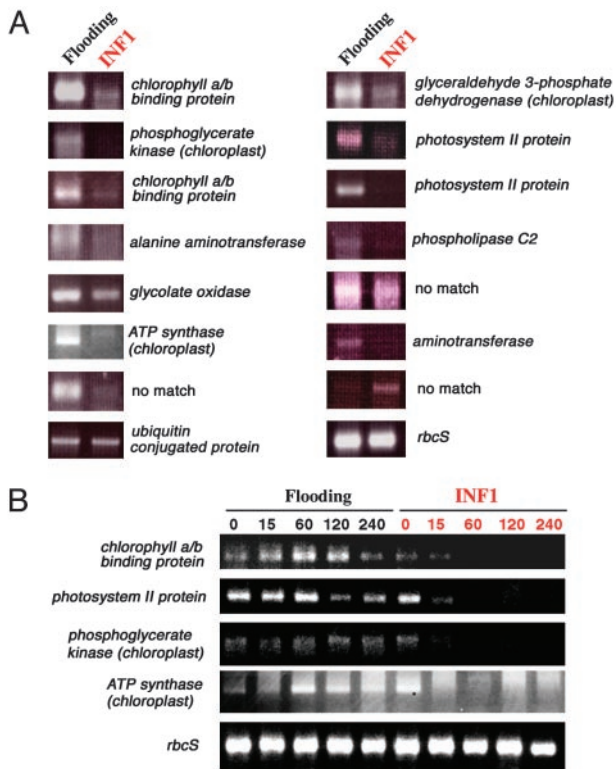 A
Flooding INF1
chlorophyll a/b
binding protein
phosphoglycerate
kinase (chloroplast)
chlorophyll a/b
binding protein
alanine aminotransferase
glycolate oxidase
ATP synthase
(chloroplast)
no match
ubiquitin
conjugated protein
Flooding INF1
glyceraldehyde 3-phosphate
dehydrogenase (chloroplast)
photosystem II protein
photosystem II protein
phospholipase C2
no match
aminotransferase
no match
rbcS
B
Flooding INF1
0 15 60 120 240 0 15 60 120 240
chlorophyll a/b
binding protein
photosystem II protein
phosphoglycerate
kinase (chloroplast)
ATP synthase
(chloroplast)
rbcS